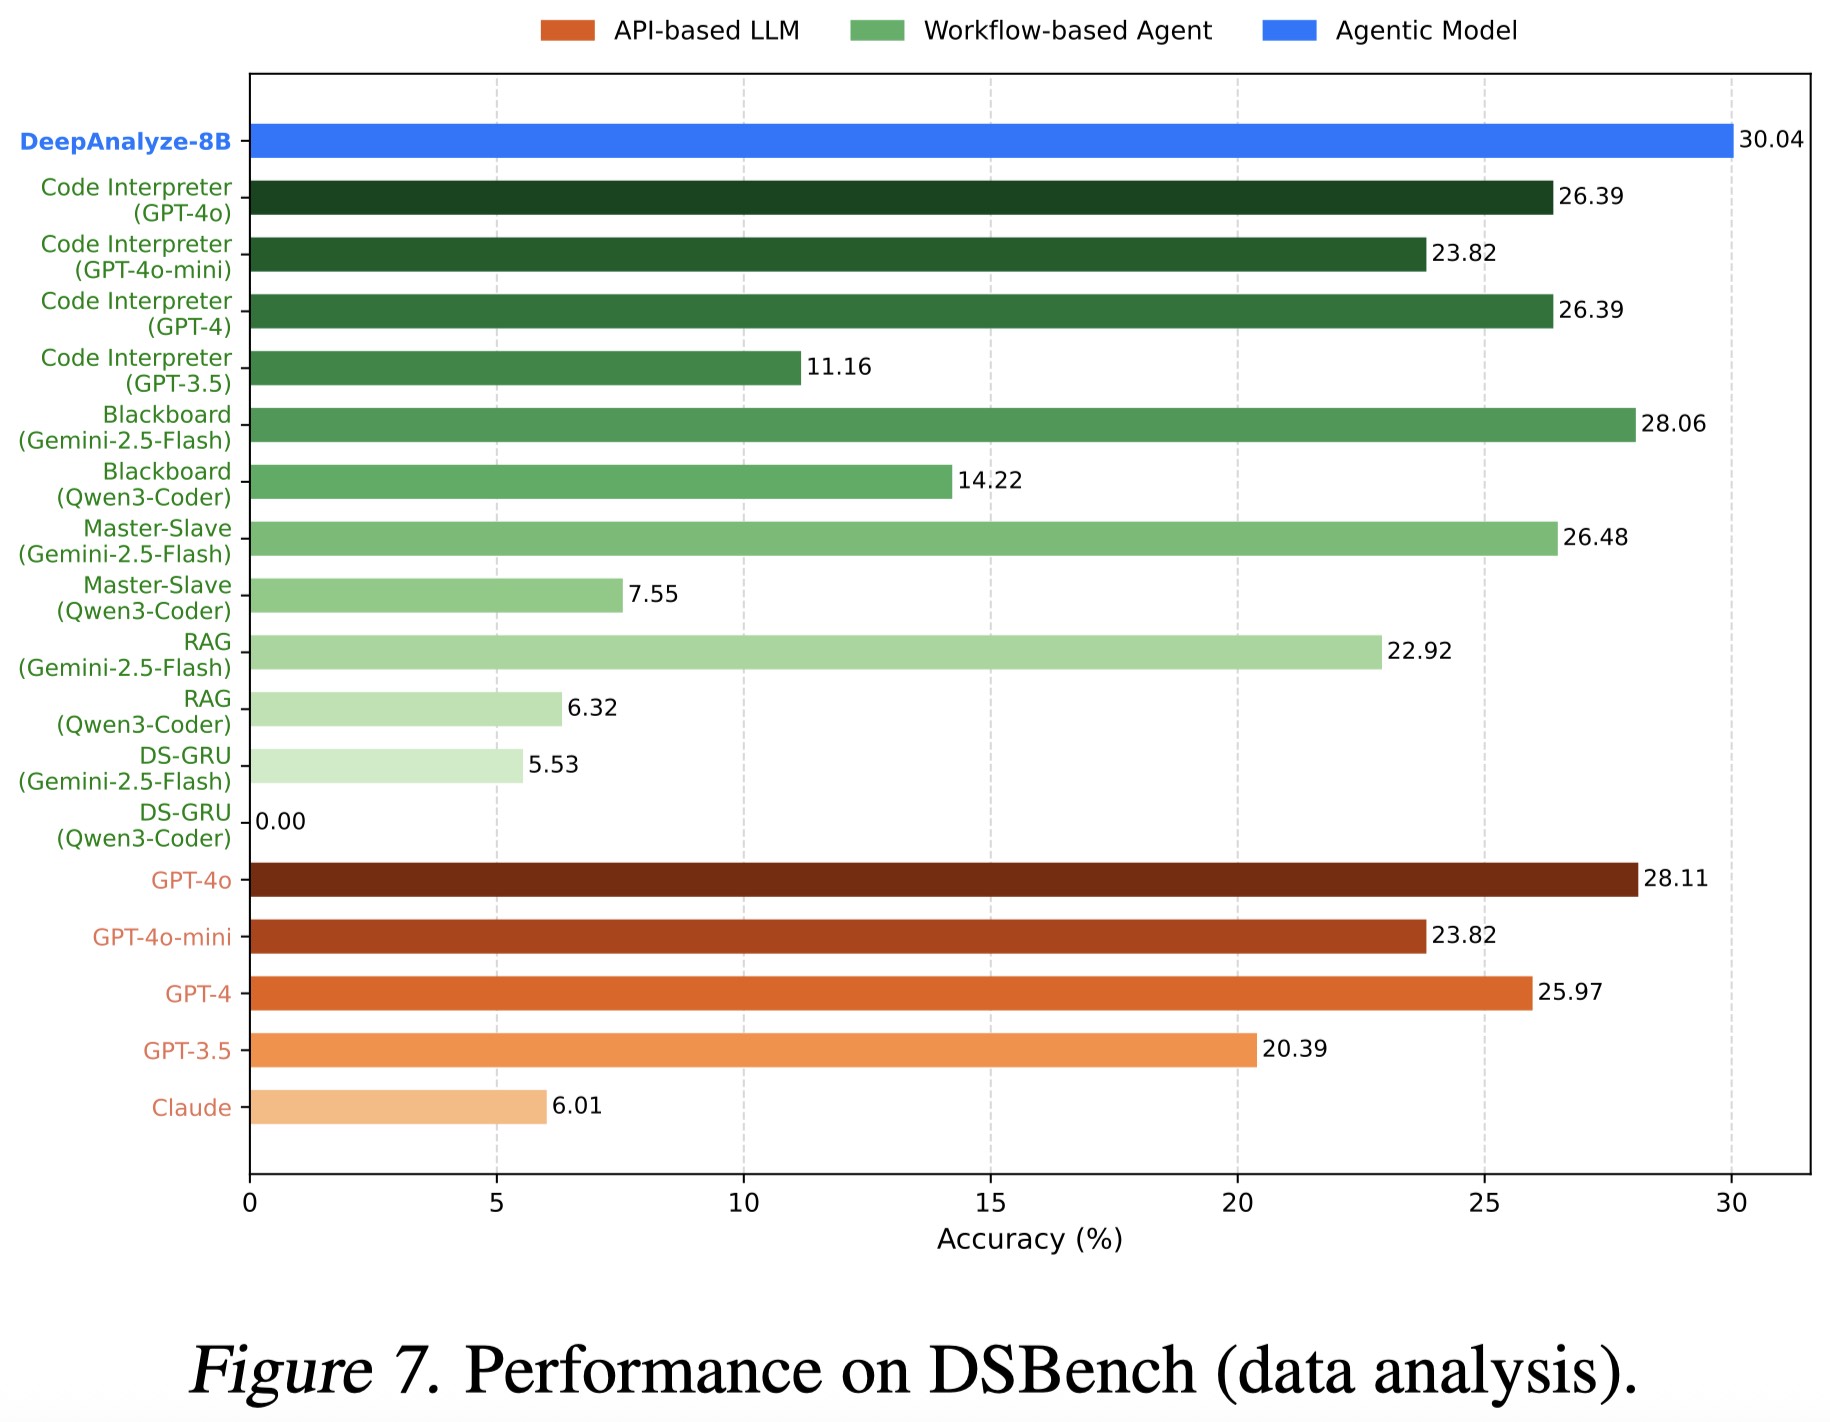 API-based LLM
Workflow-based Agent
Agentic Model
DeepAnalyze-8B
30.04
Code Interpreter
(GPT-4o)
26.39
Code Interpreter
(GPT-4o-mini)
23.82
Code Interpreter
(GPT-4)
26.39
Code Interpreter
(GPT-3.5)
11.16
Blackboard
(Gemini-2.5-Flash)
28.06
Blackboard
(Qwen3-Coder)
14.22
Master-Slave
(Gemini-2.5-Flash)
26.48
Master-Slave
(Qwen3-Coder)
7.55
RAG
(Gemini-2.5-Flash)
22.92
RAG
(Qwen3-Coder)
6.32
DS-GRU
(Gemini-2.5-Flash)
5.53
DS-GRU
(Qwen3-Coder)
0.00
GPT-4o
28.11
GPT-4o-mini
23.82
GPT-4
25.97
GPT-3.5
20.39
Claude
6.01
0 5 10 15 20 25 30
Accuracy (%)
Figure 7. Performance on DSBench (data analysis).